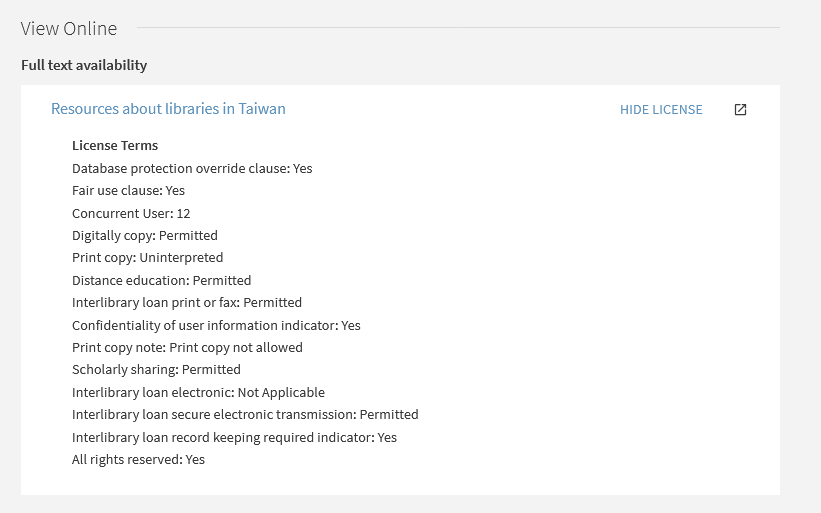 View Online
Full text availability
Resources about libraries in Taiwan HIDE LICENSE
License Terms
Database protection override clause: Yes
Fair use clause: Yes
Concurrent User: 12
Digitally copy: Permitted
Print copy: Uninterpreted
Distance education: Permitted
Interlibrary loan print or fax: Permitted
Confidentiality of user information indicator: Yes
Print copy note: Print copy not allowed
Scholarly sharing: Permitted
Interlibrary loan electronic: Not Applicable
Interlibrary loan secure electronic transmission: Permitted
Interlibrary loan record keeping required indicator: Yes
All rights reserved: Yes